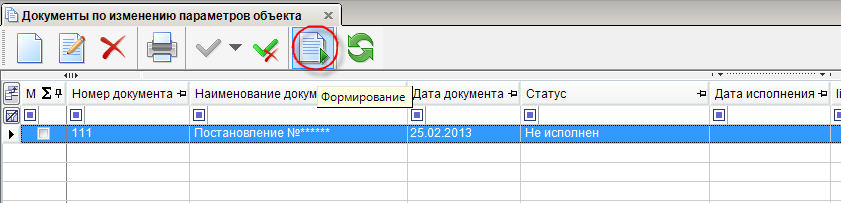 Документы по изменению параметров объекта
М Σ Номер документа Наименование докум Дата документа Статус Дата исполнения
Формирование
111 Постановление №****** 25.02.2013 Не исполнен